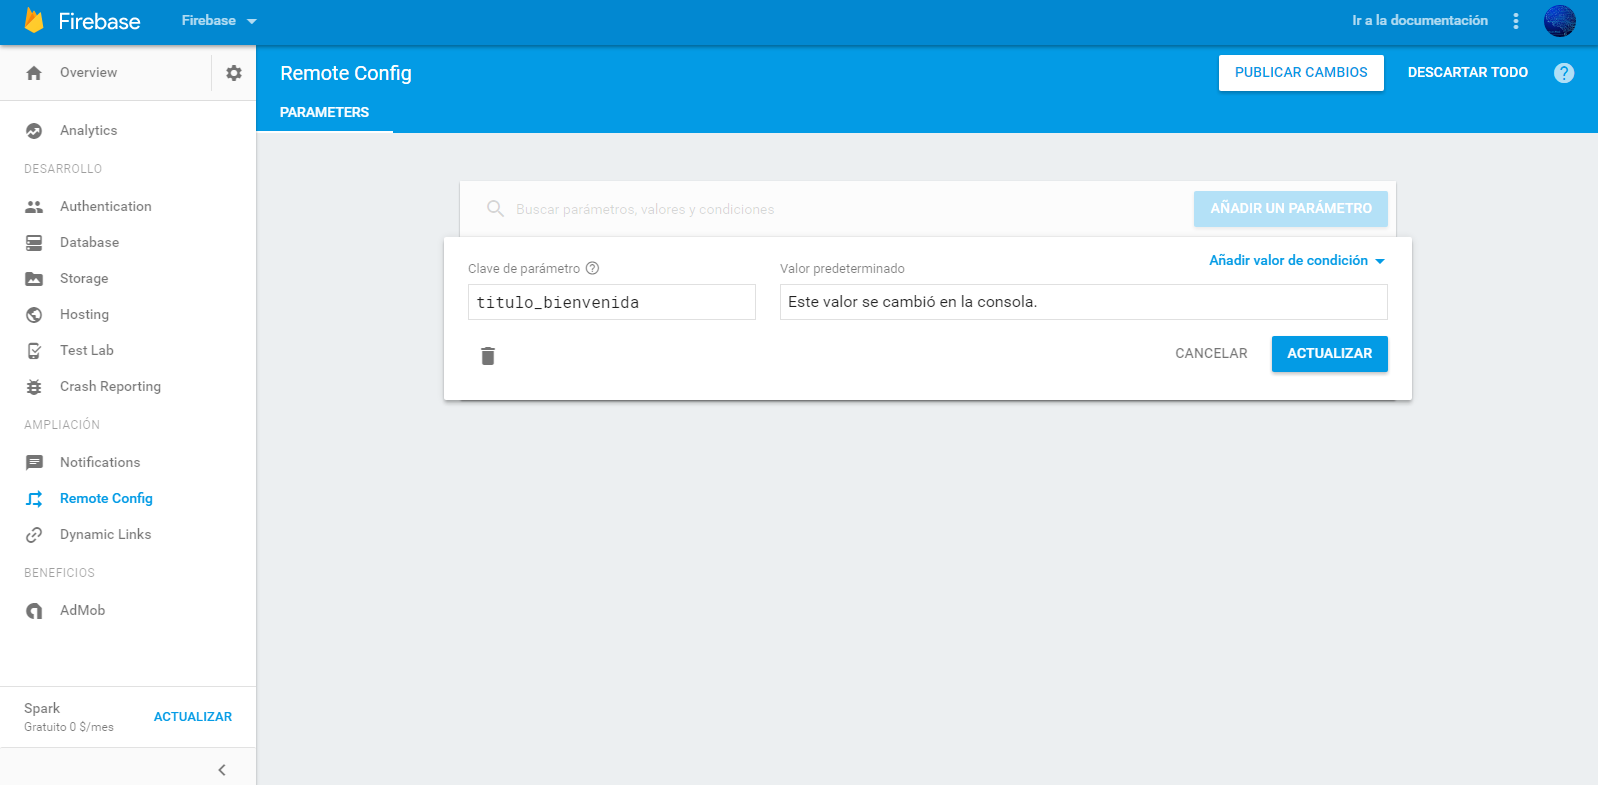 Firebase
Firebase
Ir a la documentación
Overview
Remote Config
PUBLICAR CAMBIOS
DESCARTAR TODO
PARAMETERS
Analytics
DESARROLLO
Authentication
Database
Storage
Hosting
Test Lab
Crash Reporting
AMPLIACIÓN
Notifications
Remote Config
Dynamic Links
BENEFICIOS
AdMob
Spark
Gratuito 0 $/mes
ACTUALIZAR
Buscar parámetros, valores y condiciones
AÑADIR UN PARÁMETRO
Añadir valor de condición
Clave de parámetro
Valor predeterminado
titulo_bienvenida
Este valor se cambió en la consola.
CANCELAR
ACTUALIZAR